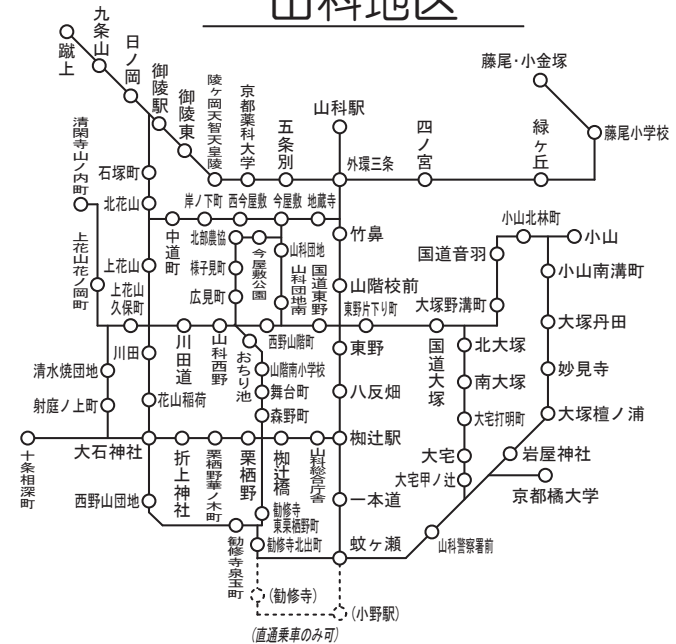 山科地区
九条山
蹴上
日ノ岡
御陵駅
御陵東
陵ヶ岡天智天皇陵
京都薬科大学
五条別
山科駅
外環三条
四ノ宮
緑ヶ丘
藤尾・小金塚
藤尾小学校
清閑寺山ノ内町
石塚町
北花山
岸ノ下町
西今屋敷
今屋敷
地蔵寺
小山北林町
小山
上花山花ノ岡町
上花山
中道町
北部農協
様子見町
広見町
今屋敷公園
山科団地
山科団地南
国道東野
竹鼻
山階校前
東野片下り町
国道音羽
大塚野溝町
小山南溝町
上花山
久保町
川田
川田道
山科西野
おちり池
西野山階町
東野
国道大塚
北大塚
大塚丹田
清水焼団地
山階南小学校
舞台町
森野町
八反畑
南大塚
妙見寺
射庭ノ上町
花山稲荷
大宅打明町
大塚檀ノ浦
十条相深町
大石神社
折上神社
栗栖野華ノ木町
栗栖野
椥辻橋
山科総合庁舎
椥辻駅
大宅
岩屋神社
大宅甲ノ辻
京都橘大学
西野山団地
一本道
勧修寺
東栗栖野町
勧修寺北出町
勧修寺泉玉町
蚊ヶ瀬
山科警察署前
(勧修寺)
(小野駅)
(直通乗車のみ可)